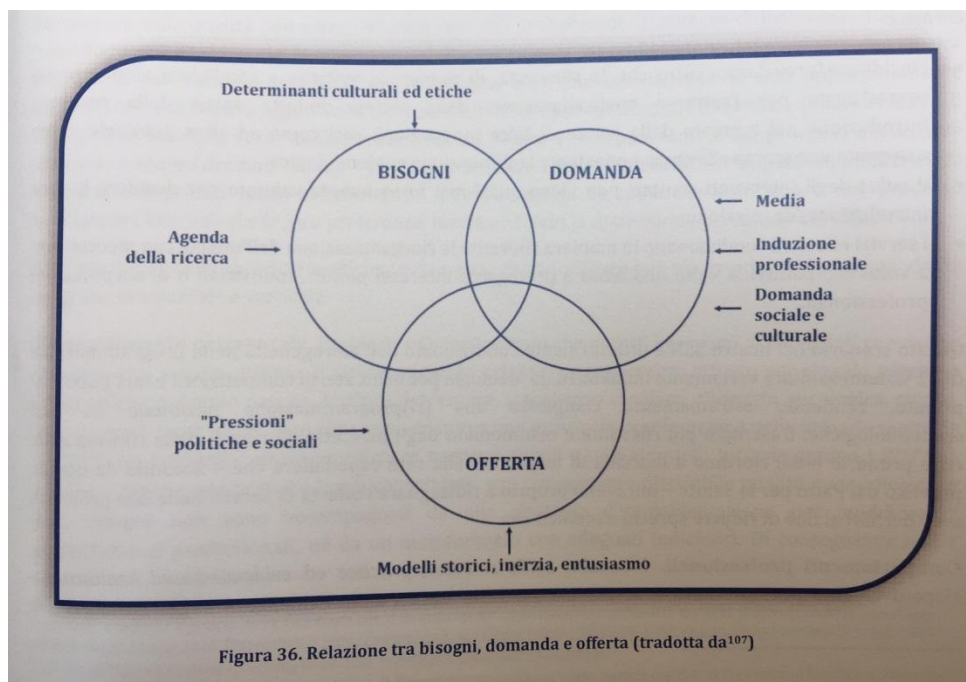 Determinanti culturali ed etiche
BISOGNI
DOMANDA
Media
Agenda
della ricerca
Induzione
professionale
Domanda
sociale e
culturale
"Pressioni"
politiche e sociali
OFFERTA
Modelli storici, inerzia, entusiasmo
Figura 36. Relazione tra bisogni, domanda e offerta (tradotta da¹⁰⁷)